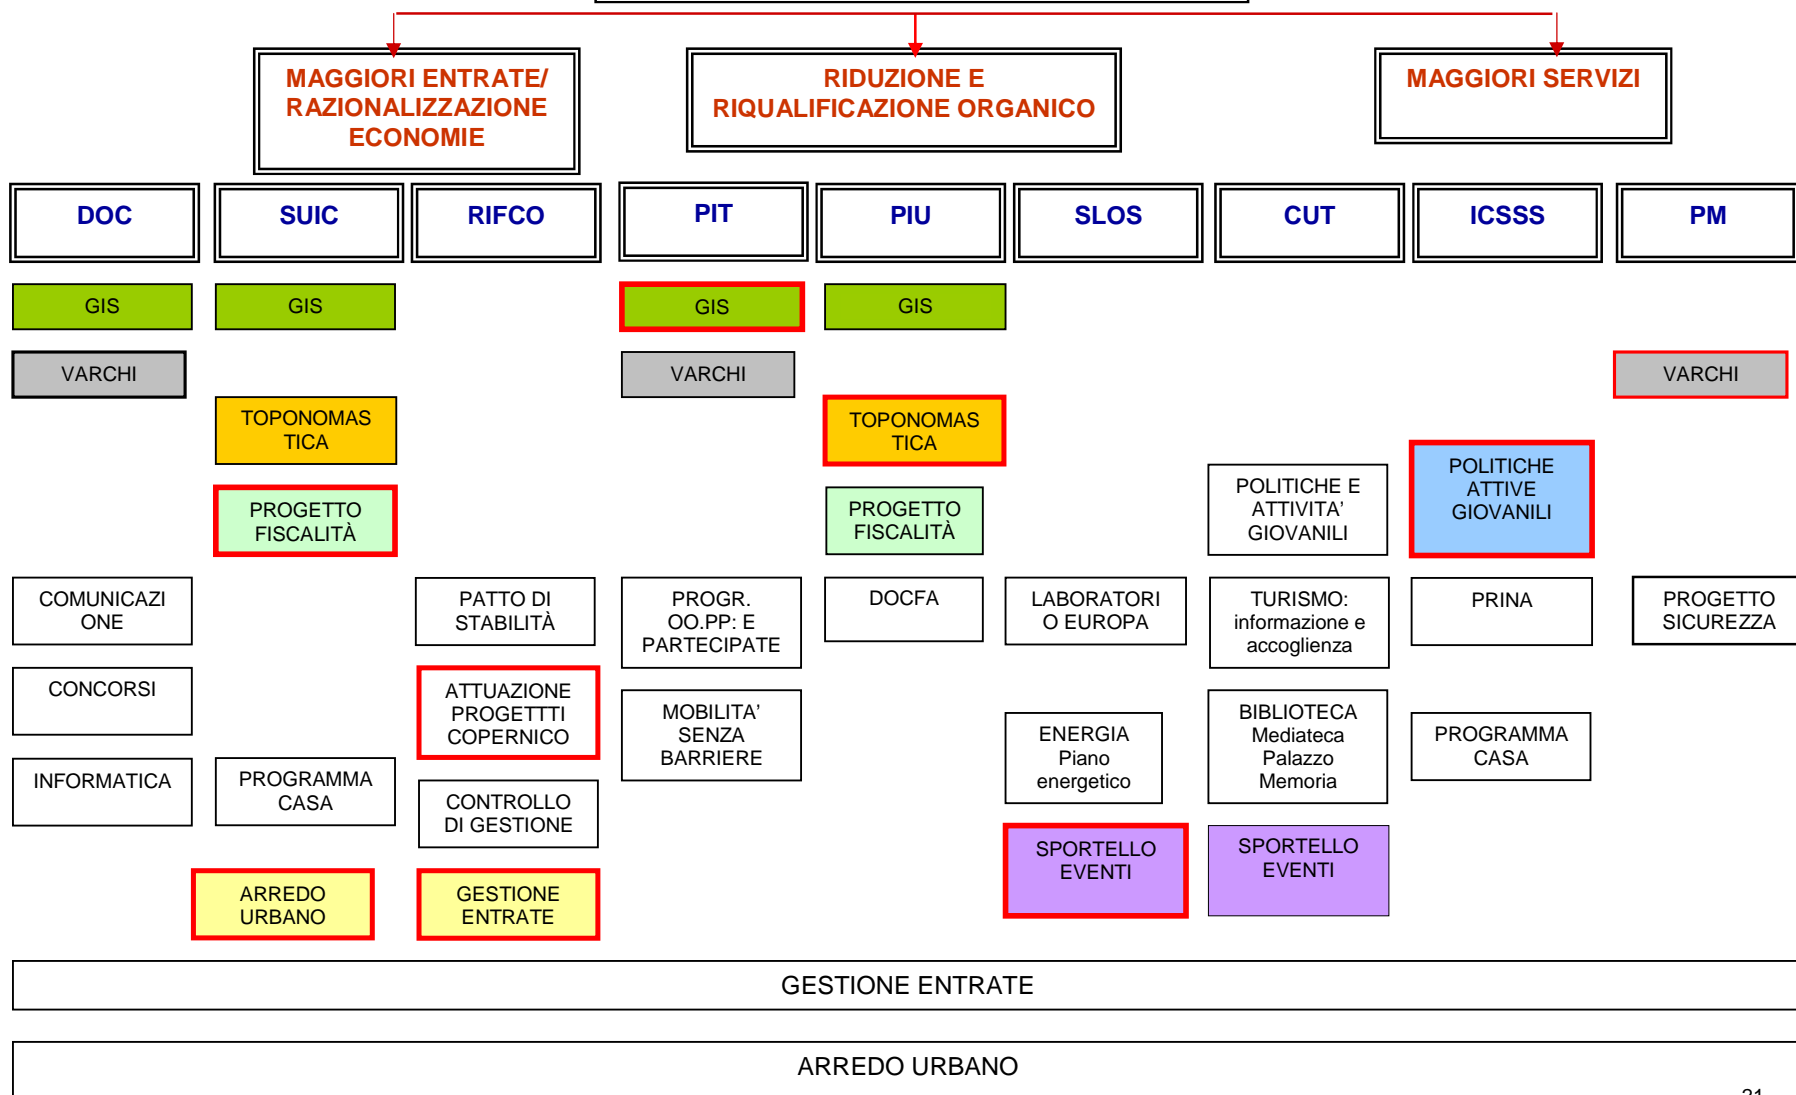 MAGGIORI ENTRATE/
RAZIONALIZZAZIONE
ECONOMIE
RIDUZIONE E
RIQUALIFICAZIONE ORGANICO
MAGGIORI SERVIZI
DOC
SUIC
RIFCO
PIT
PIU
SLOS
CUT
ICSSS
PM
GIS
GIS
GIS
GIS
VARCHI
VARCHI
VARCHI
TOPONOMAS
TICA
TOPONOMAS
TICA
PROGETTO
FISCALITÀ
PROGETTO
FISCALITÀ
POLITICHE E
ATTIVITA'
GIOVANILI
POLITICHE
ATTIVE
GIOVANILI
COMUNICAZI
ONE
PATTO DI
STABILITÀ
PROGR.
OO.PP: E
PARTECIPATE
DOCFA
LABORATORI
O EUROPA
TURISMO:
informazione e
accoglienza
PRINA
PROGETTO
SICUREZZA
CONCORSI
ATTUAZIONE
PROGETTTI
COPERNICO
MOBILITA'
SENZA
BARRIERE
ENERGIA
Piano
energetico
BIBLIOTECA
Mediateca
Palazzo
Memoria
PROGRAMMA
CASA
INFORMATICA
PROGRAMMA
CASA
CONTROLLO
DI GESTIONE
SPORTELLO
EVENTI
SPORTELLO
EVENTI
ARREDO
URBANO
GESTIONE
ENTRATE
GESTIONE ENTRATE
ARREDO URBANO